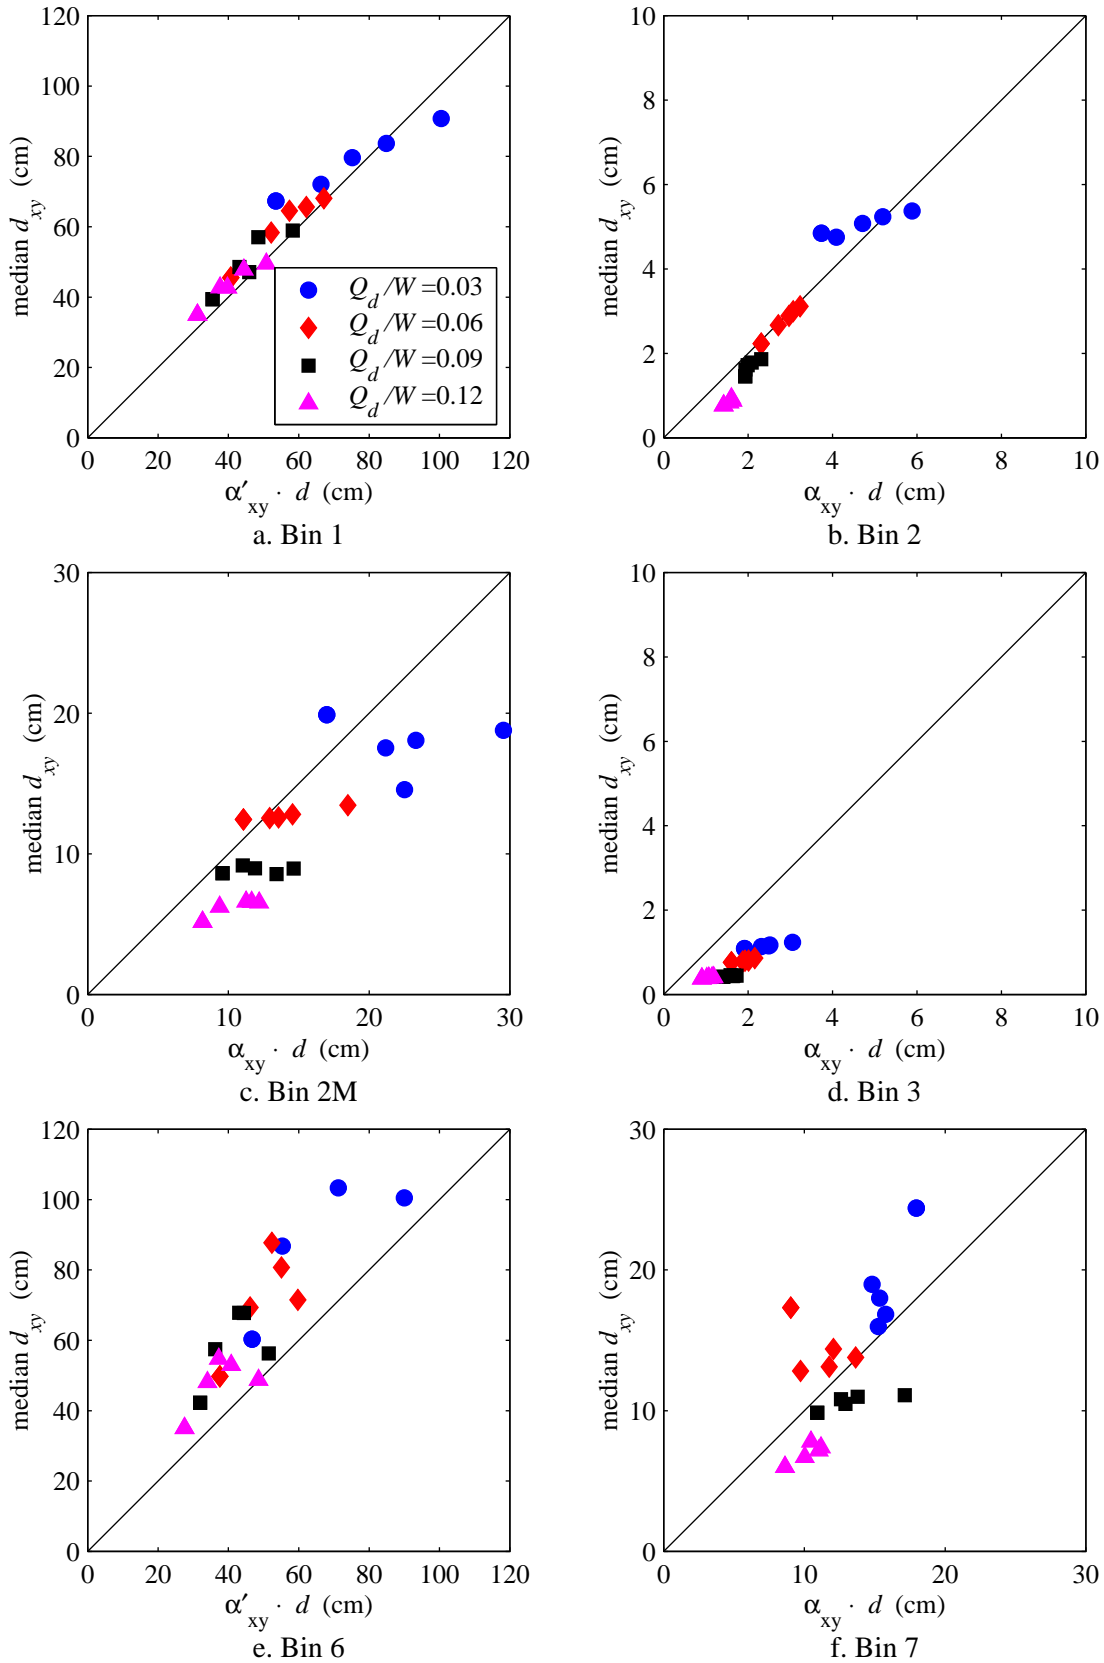 120
100
80
60
40
20
0
median d_xy (cm)
Q_d/W=0.03
Q_d/W=0.06
Q_d/W=0.09
Q_d/W=0.12
0 20 40 60 80 100 120
α′_xy · d (cm)
a. Bin 1
10
8
6
4
2
0
median d_xy (cm)
0 2 4 6 8 10
α_xy · d (cm)
b. Bin 2
30
20
10
0
median d_xy (cm)
0 10 20 30
α_xy · d (cm)
c. Bin 2M
10
8
6
4
2
0
median d_xy (cm)
0 2 4 6 8 10
α_xy · d (cm)
d. Bin 3
120
100
80
60
40
20
0
median d_xy (cm)
0 20 40 60 80 100 120
α′_xy · d (cm)
e. Bin 6
30
20
10
0
median d_xy (cm)
0 10 20 30
α_xy · d (cm)
f. Bin 7